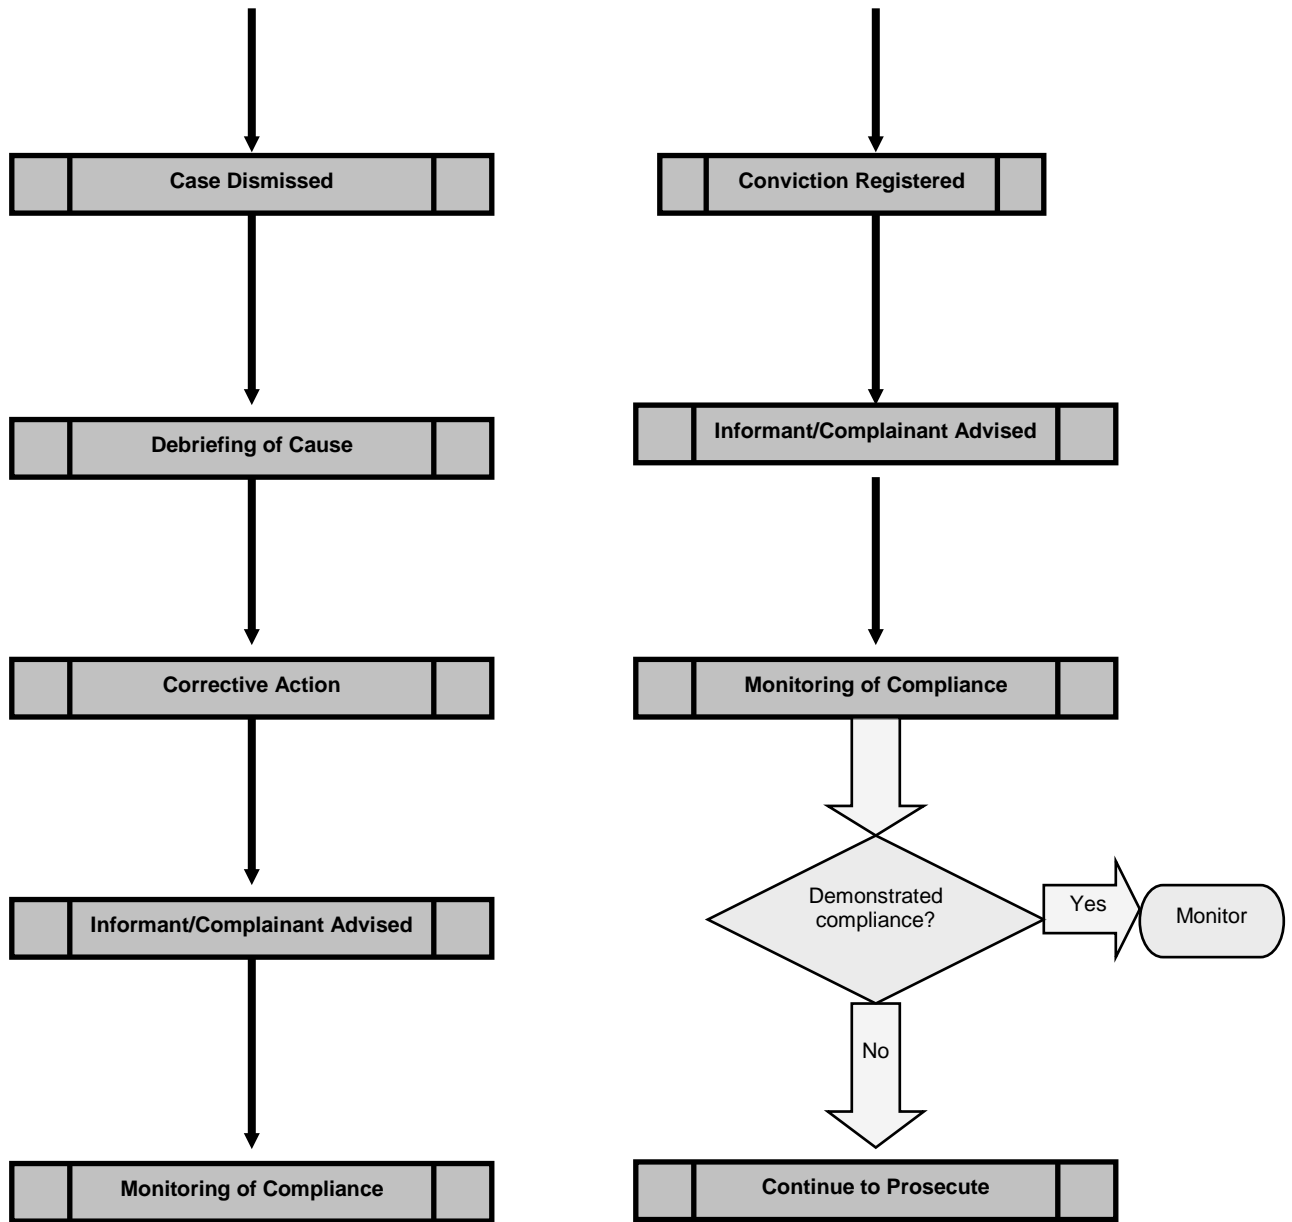 Case Dismissed
Debriefing of Cause
Corrective Action
Informant/Complainant Advised
Monitoring of Compliance
Conviction Registered
Informant/Complainant Advised
Monitoring of Compliance
Demonstrated
compliance?
Yes
Monitor
No
Continue to Prosecute